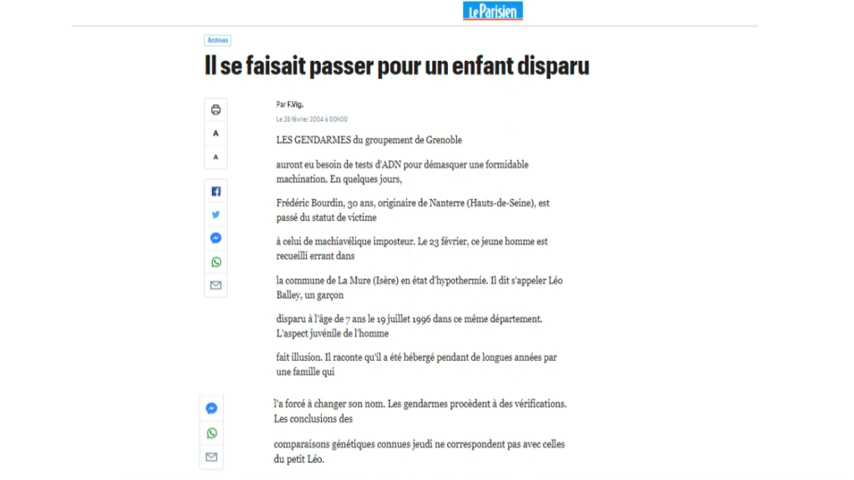 Le Parisien
Archives
Il se faisait passer pour un enfant disparu
Par F.Vig.
Le 28 février 2004 à 00h00
A
A
LES GENDARMES du groupement de Grenoble
auront eu besoin de tests d'ADN pour démasquer une formidable
machination. En quelques jours,
Frédéric Bourdin, 30 ans, originaire de Nanterre (Hauts-de-Seine), est
passé du statut de victime
à celui de machiavélique imposteur. Le 23 février, ce jeune homme est
recueilli errant dans
la commune de La Mure (Isère) en état d'hypothermie. Il dit s'appeler Léo
Balley, un garçon
disparu à l'âge de 7 ans le 19 juillet 1996 dans ce même département.
L'aspect juvénile de l'homme
fait illusion. Il raconte qu'il a été hébergé pendant de longues années par
une famille qui
l'a forcé à changer son nom. Les gendarmes procèdent à des vérifications.
Les conclusions des
comparaisons génétiques connues jeudi ne correspondent pas avec celles
du petit Léo.